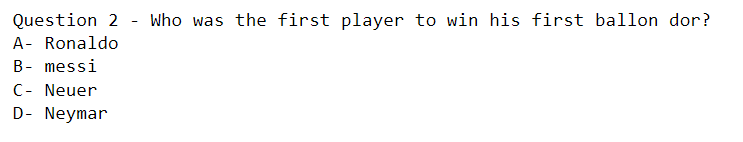 Question 2 - Who was the first player to win his first ballon dor?
A- Ronaldo
B- messi
C- Neuer
D- Neymar